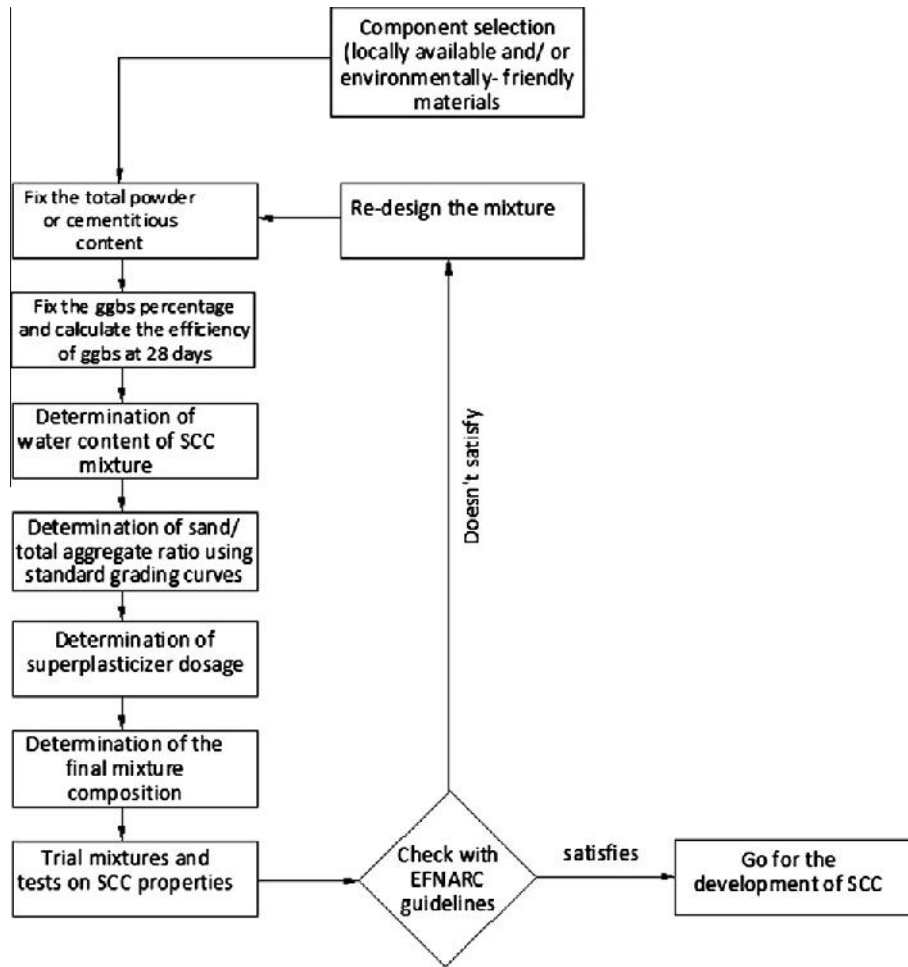 Component selection
(locally available and/ or
environmentally- friendly
materials
Fix the total powder
or cementitious
content
Re-design the mixture
Fix the ggbs percentage
and calculate the efficiency
of ggbs at 28 days
Determination of
water content of SCC
mixture
Determination of sand/
total aggregate ratio using
standard grading curves
Determination of
superplasticizer dosage
Determination of the
final mixture
composition
Trial mixtures and
tests on SCC properties
Check with
EFNARC
guidelines
Doesn't satisfy
satisfies
Go for the
development of SCC